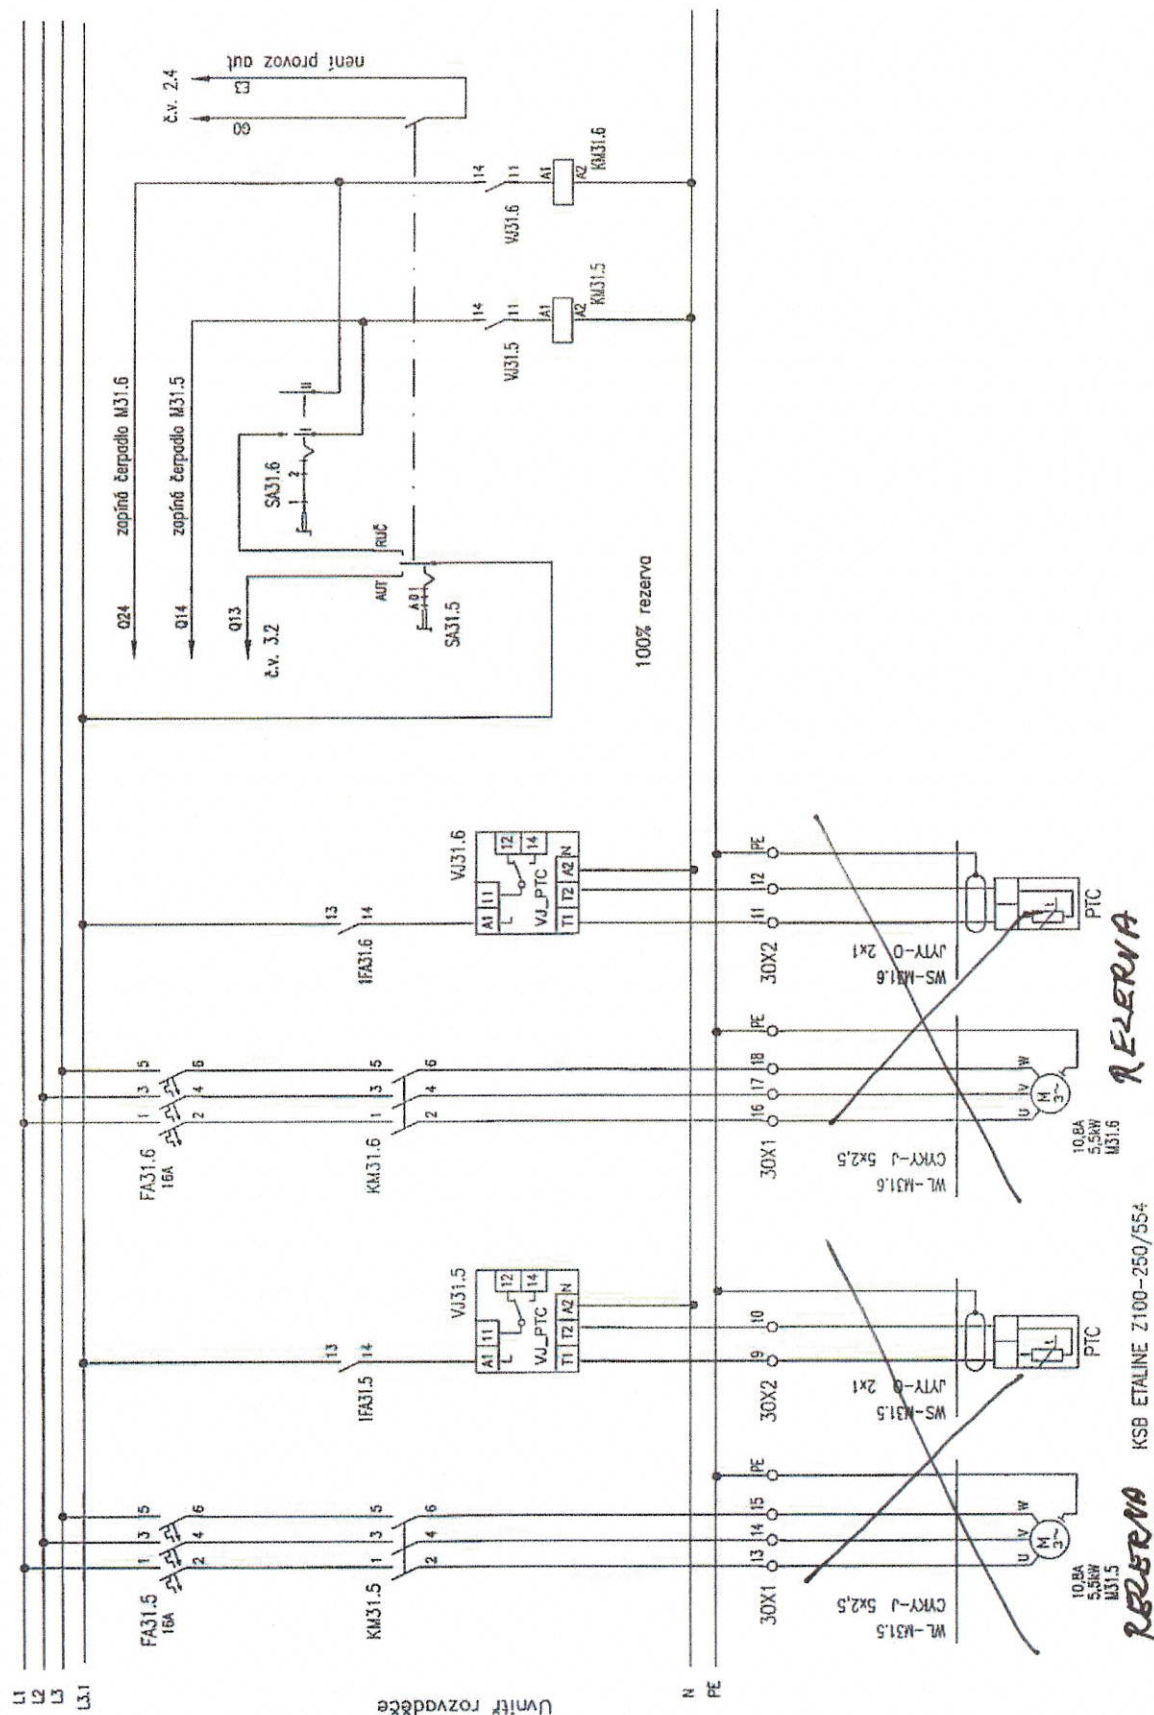 L1
L2
L3
L3.1
Uvnitř rozvaděče
N
PE
FA31.5
16A
1
3
5
2
4
6
KM31.5
1
3
5
2
4
6
30X1
13
14
15
PE
WL-M31.5
CYKY-J 5x2,5
U
V
W
M
3~
10,8A
5,5kW
M31.5
REZERVA
1FA31.5
13
14
VJ31.5
A1
11
12
14
VJ_PTC
T1
T2
A2
N
30X2
9
10
WS-M31.5
JYTY-O 2x1
t
PTC
KSB ETALINE Z100-250/554
FA31.6
16A
1
3
5
2
4
6
KM31.6
1
3
5
2
4
6
30X1
16
17
18
PE
WL-M31.6
CYKY-J 5x2,5
U
V
W
M
3~
10,8A
5,5kW
M31.6
REZERVA
1FA31.6
13
14
VJ31.6
A1
11
12
14
VJ_PTC
T1
T2
A2
N
30X2
11
12
PE
WS-M31.6
JYTY-O 2x1
t
PTC
Q24
zapíná čerpadlo M31.6
Q14
zapíná čerpadlo M31.5
Q13
č.v. 3.2
AUT
RUČ
A 0 1
SA31.5
SA31.6
1
2
I
II
100% rezerva
14
11
VJ31.5
A1
A2
KM31.5
14
11
VJ31.6
A1
A2
KM31.6
č.v. 2.4
GO
E3
není provoz aut